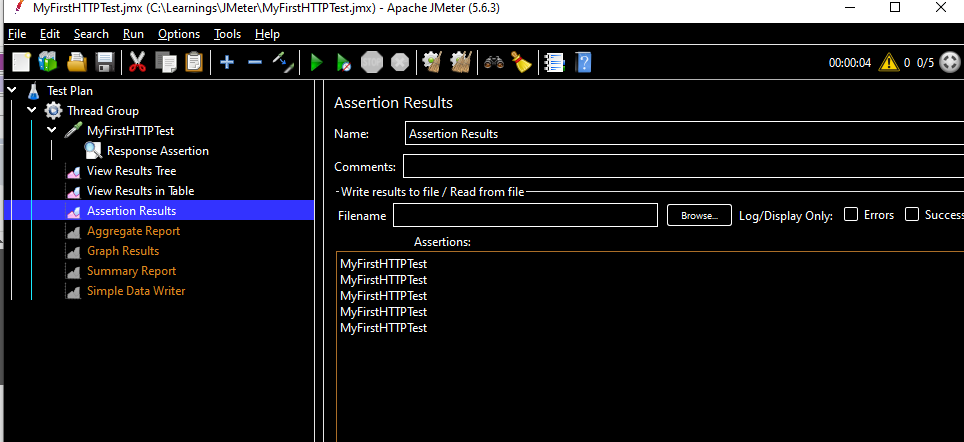 MyFirstHTTPTest.jmx (C:\Learnings\JMeter\MyFirstHTTPTest.jmx) - Apache JMeter (5.6.3)
File Edit Search Run Options Tools Help
00:00:04 0 0/5
Test Plan
Thread Group
MyFirstHTTPTest
Response Assertion
View Results Tree
View Results in Table
Assertion Results
Aggregate Report
Graph Results
Summary Report
Simple Data Writer
Assertion Results
Name: Assertion Results
Comments:
Write results to file / Read from file
Filename Browse... Log/Display Only: Errors Success
Assertions:
MyFirstHTTPTest
MyFirstHTTPTest
MyFirstHTTPTest
MyFirstHTTPTest
MyFirstHTTPTest